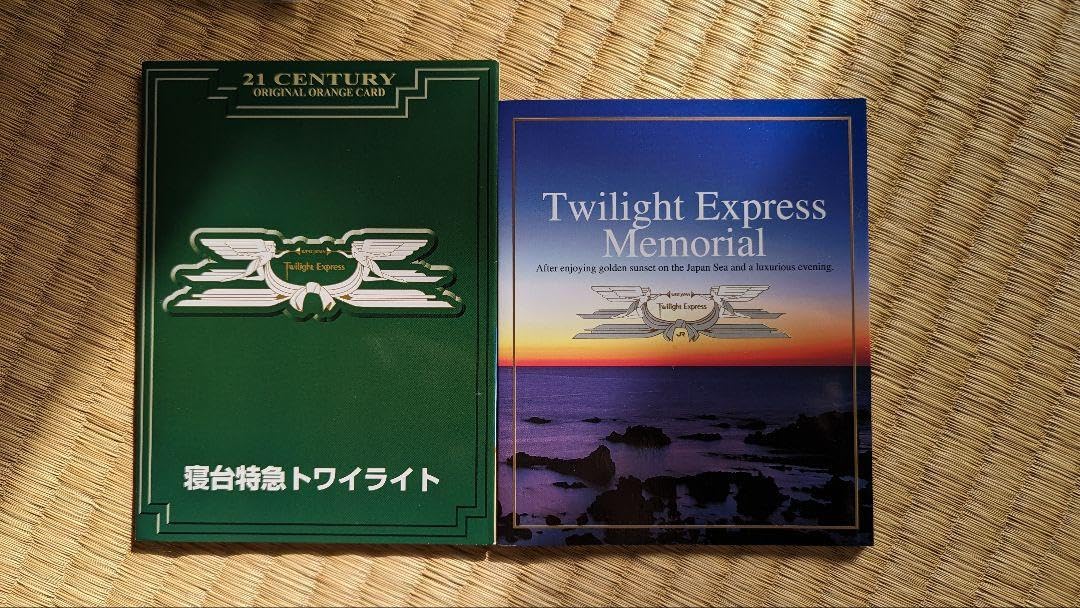 21 CENTURY
ORIGINAL ORANGE CARD
Twilight Express
寝台特急トワイライト
Twilight Express
Memorial
After enjoying golden sunset on the Japan Sea and a luxurious evening.
Twilight Express
JR